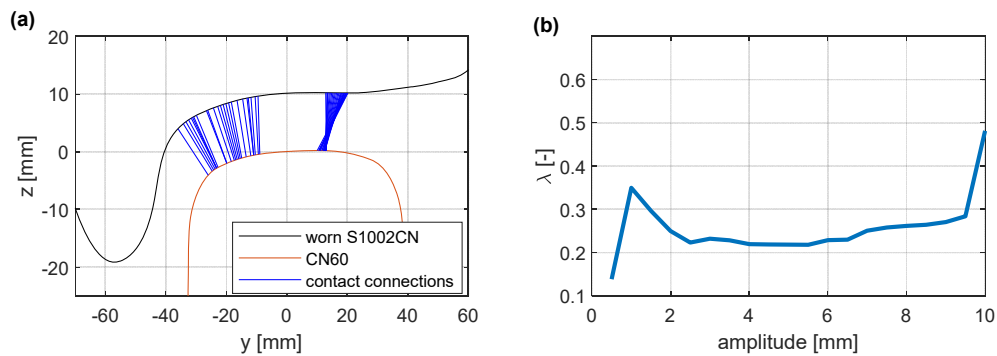 (a)
20
10
0
-10
-20
z [mm]
-60 -40 -20 0 20 40 60
y [mm]
worn S1002CN
CN60
contact connections
(b)
0.6
0.5
0.4
0.3
0.2
0.1
λ [-]
0 2 4 6 8 10
amplitude [mm]